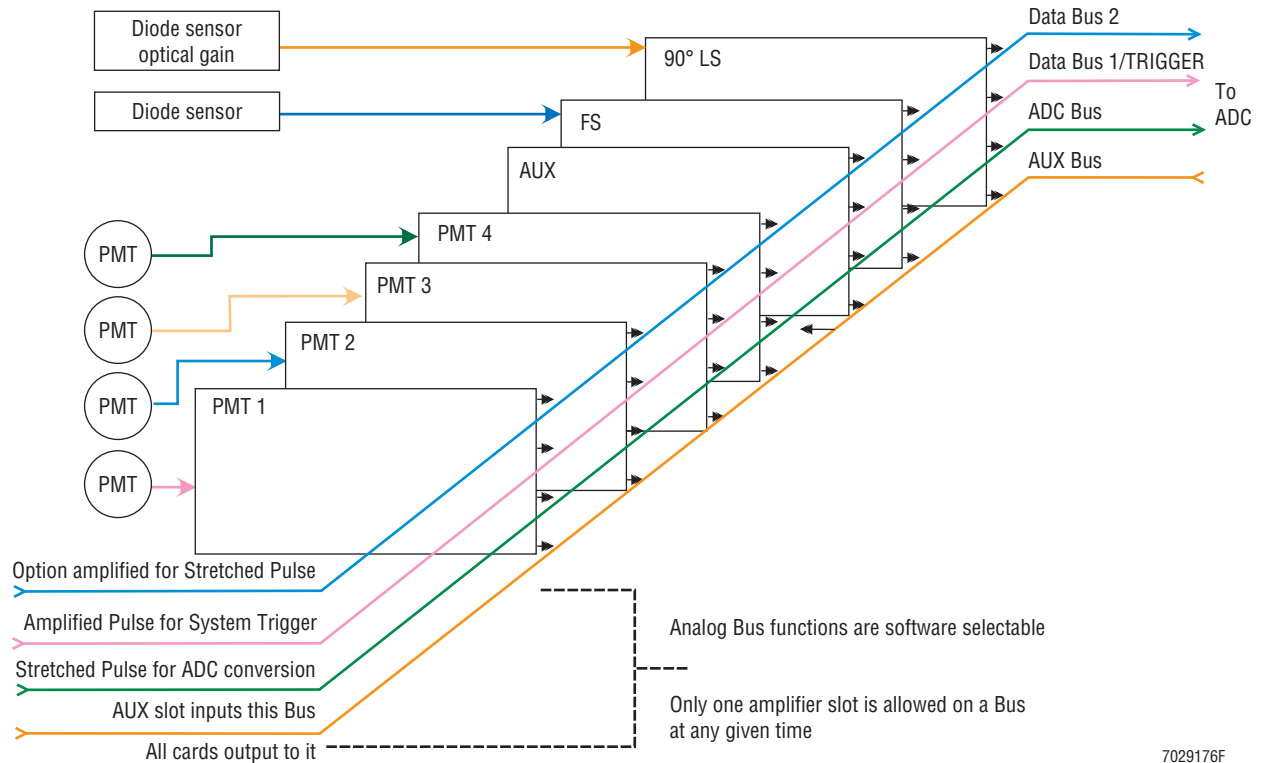 Diode sensor
optical gain
Diode sensor
90° LS
FS
AUX
PMT 4
PMT 3
PMT 2
PMT 1
PMT
PMT
PMT
PMT
Data Bus 2
Data Bus 1/TRIGGER
ADC Bus
AUX Bus
To
ADC
Option amplified for Stretched Pulse
Amplified Pulse for System Trigger
Stretched Pulse for ADC conversion
AUX slot inputs this Bus
All cards output to it
Analog Bus functions are software selectable
Only one amplifier slot is allowed on a Bus
at any given time
7029176F